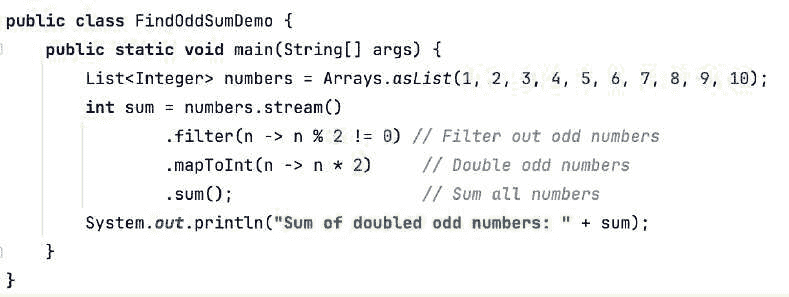 public class FindOddSumDemo {
    public static void main(String[] args) {
        List<Integer> numbers = Arrays.asList(1, 2, 3, 4, 5, 6, 7, 8, 9, 10);
        int sum = numbers.stream()
                .filter(n -> n % 2 != 0) // Filter out odd numbers
                .mapToInt(n -> n * 2)     // Double odd numbers
                .sum();                   // Sum all numbers
        System.out.println("Sum of doubled odd numbers: " + sum);
    }
}